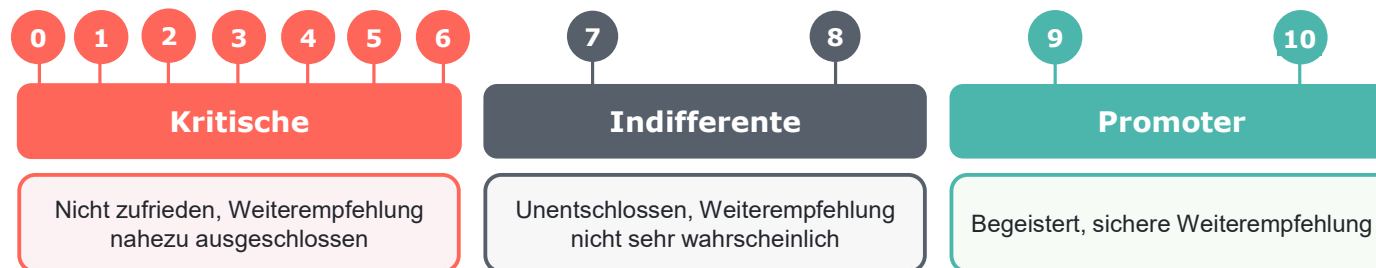 0 1 2 3 4 5 6 7 8 9 10
Kritische Indifferente Promoter
Nicht zufrieden, Weiterempfehlung
nahezu ausgeschlossen
Unentschlossen, Weiterempfehlung
nicht sehr wahrscheinlich
Begeistert, sichere Weiterempfehlung